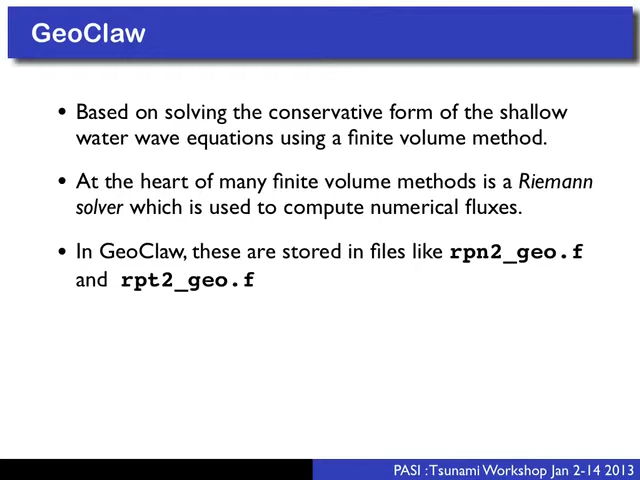 GeoClaw
• Based on solving the conservative form of the shallow
water wave equations using a finite volume method.
• At the heart of many finite volume methods is a Riemann
solver which is used to compute numerical fluxes.
• In GeoClaw, these are stored in files like rpn2_geo.f
and rpt2_geo.f
PASI : Tsunami Workshop Jan 2-14 2013